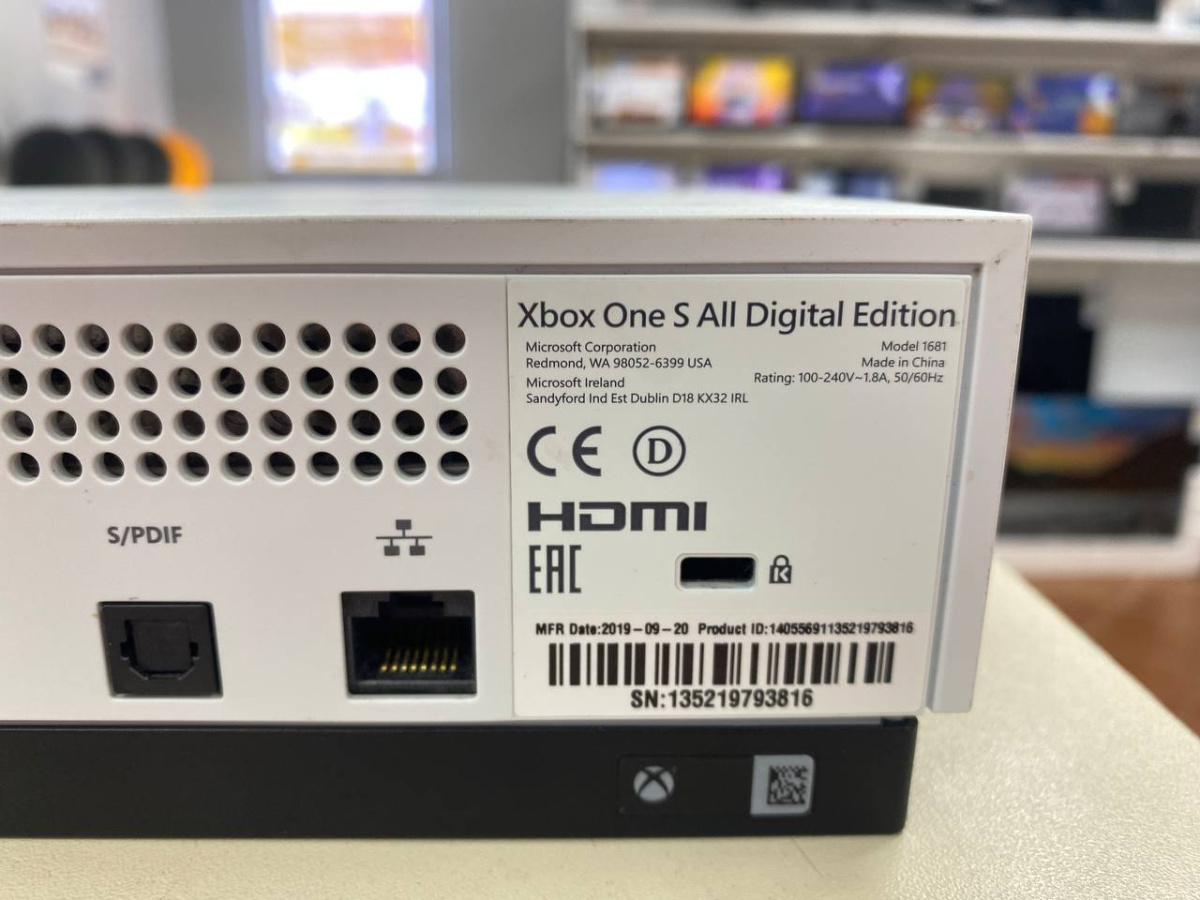 Xbox One S All Digital Edition
Microsoft Corporation
Redmond, WA 98052-6399 USA
Microsoft Ireland
Sandyford Ind Est Dublin D18 KX32 IRL
Model 1681
Made in China
Rating: 100-240V~1.8A, 50/60Hz
CE D
HDMI
EAC
K
S/PDIF
MFR Date:2019-09-20 Product ID:14055691135219793816
SN:135219793816